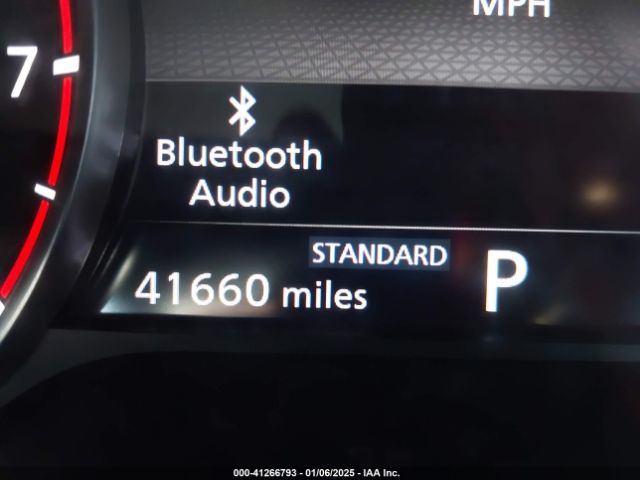 MPH
7
Bluetooth
Audio
STANDARD
41660 miles
P
000-41266793 - 01/06/2025 - IAA Inc.